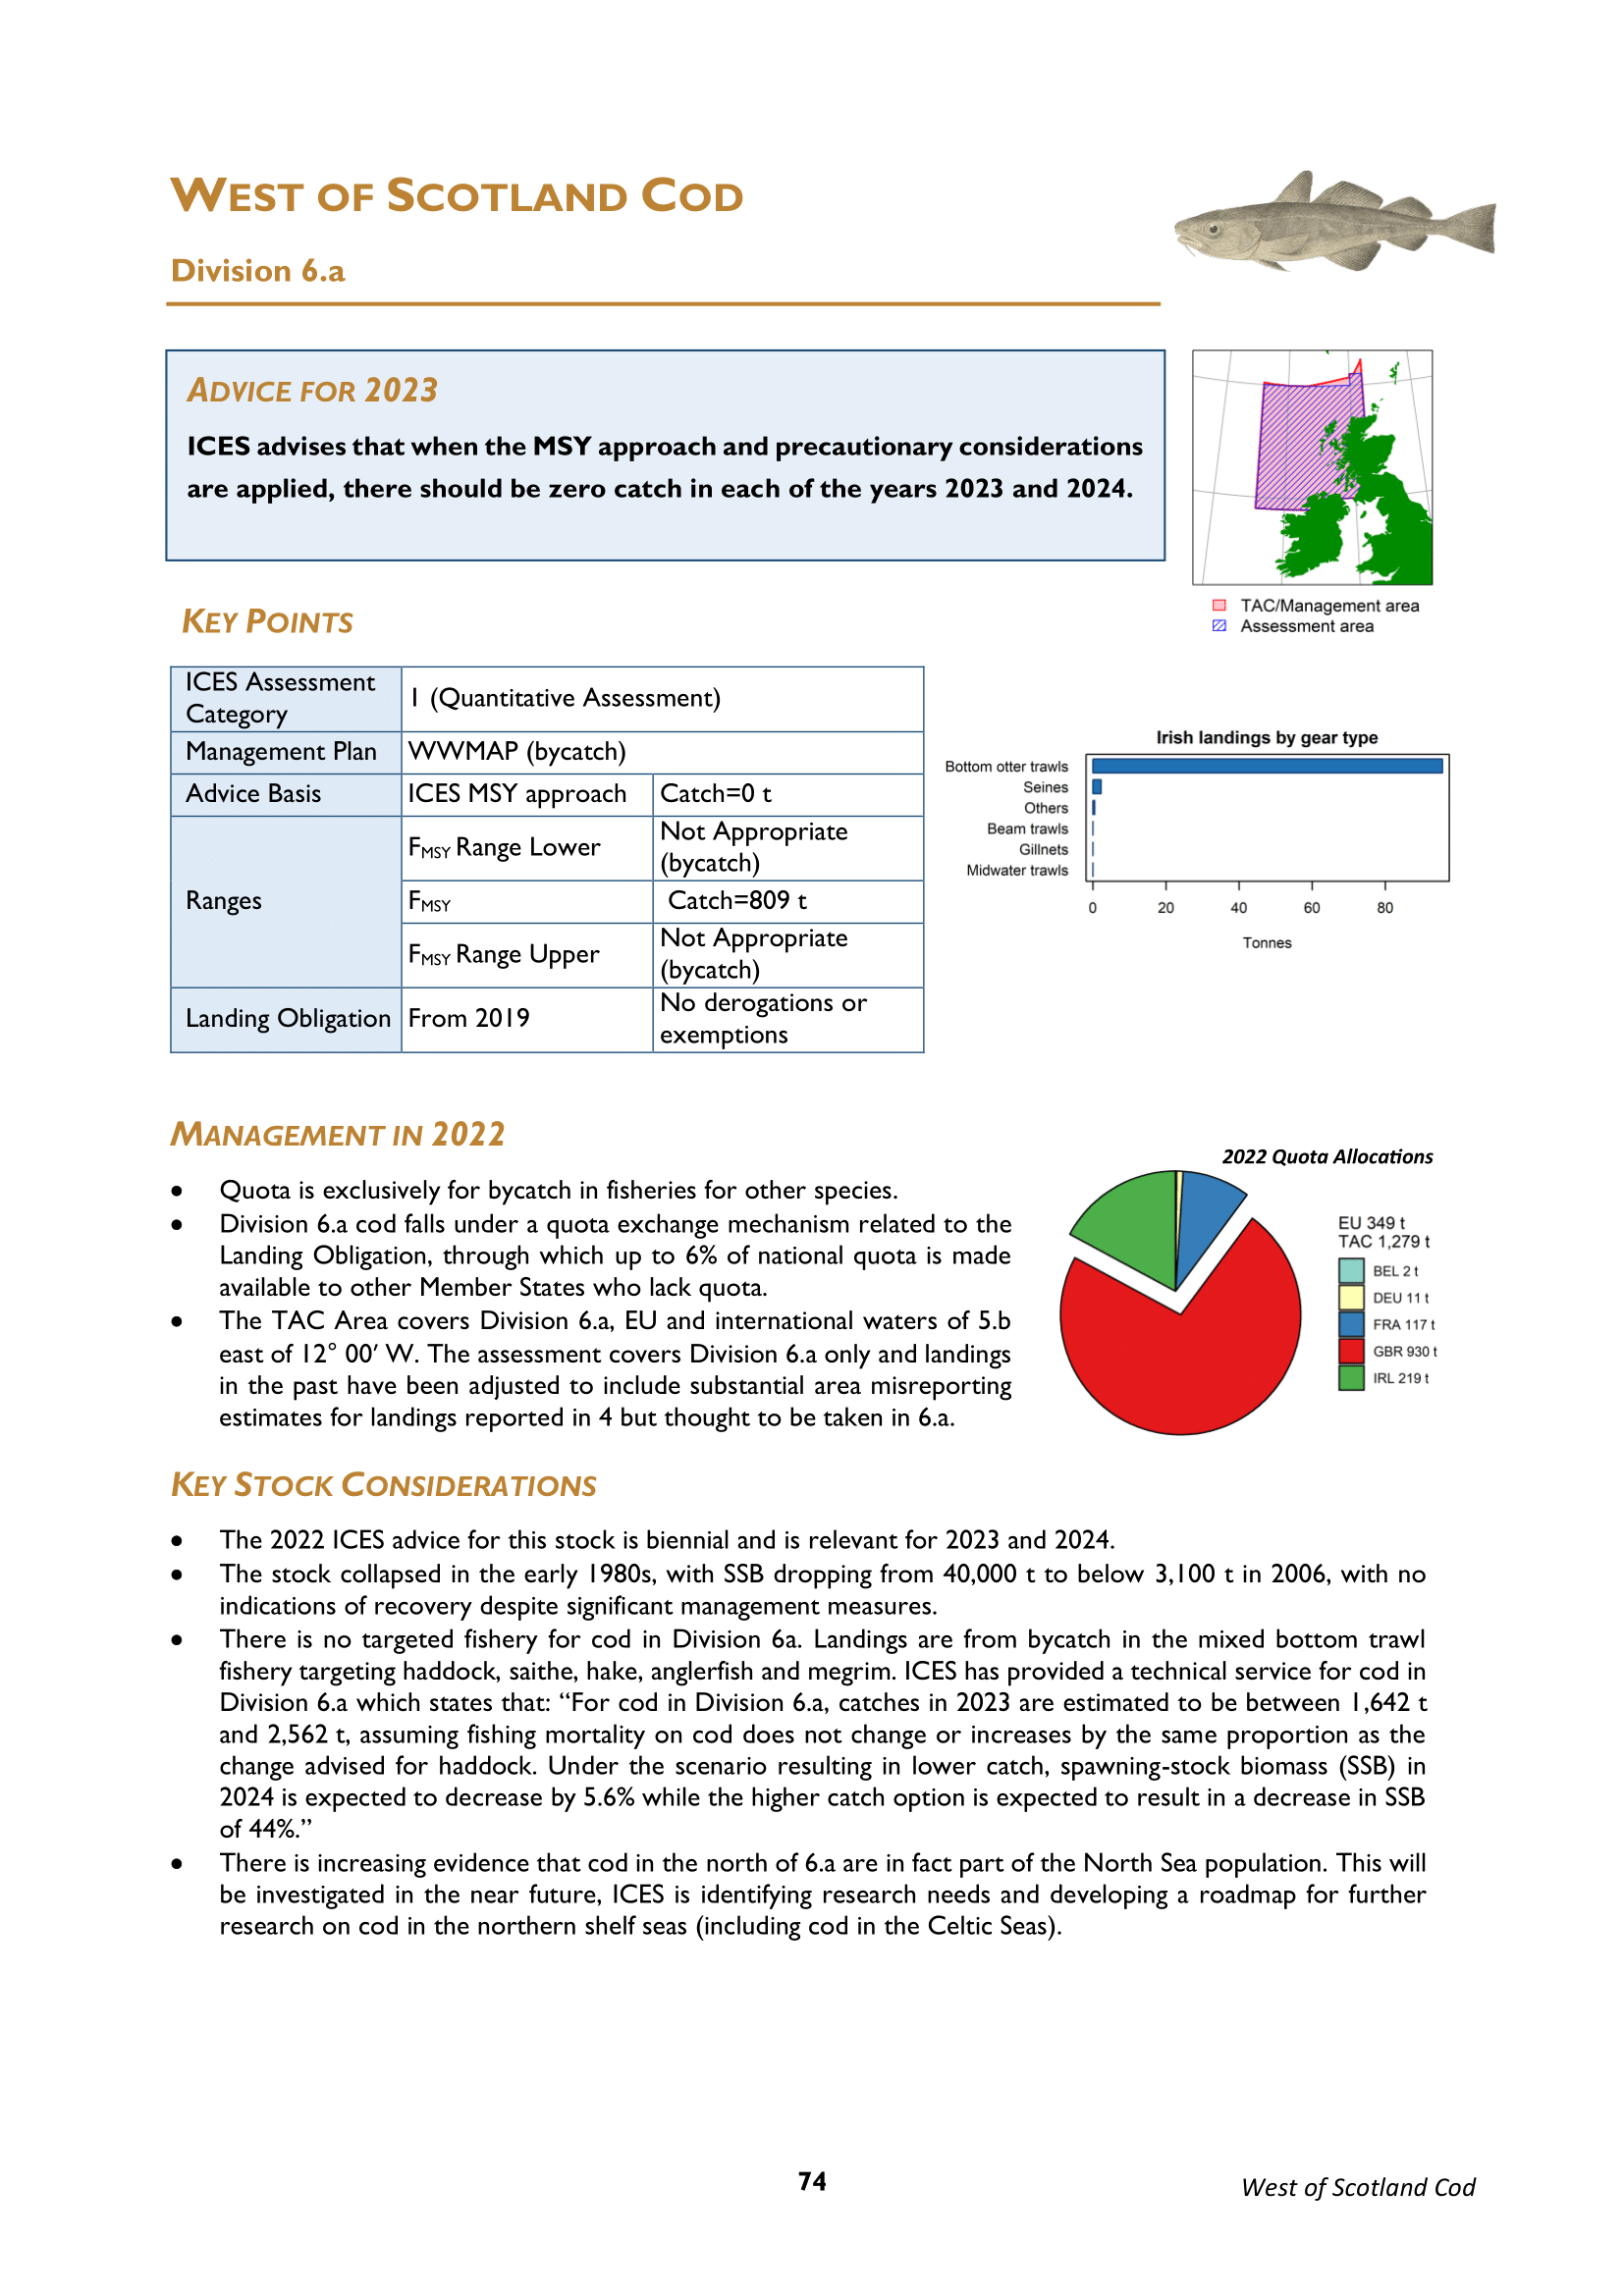 WEST OF SCOTLAND COD
Division 6.a
ADVICE FOR 2023
ICES advises that when the MSY approach and precautionary considerations
are applied, there should be zero catch in each of the years 2023 and 2024.
TAC/Management area
Assessment area
KEY POINTS
ICES Assessment
Category
1 (Quantitative Assessment)
Management Plan
WWMAP (bycatch)
Advice Basis
ICES MSY approach
Catch=0 t
Ranges
FMSY Range Lower
Not Appropriate
(bycatch)
FMSY
Catch=809 t
FMSY Range Upper
Not Appropriate
(bycatch)
Landing Obligation
From 2019
No derogations or
exemptions
Irish landings by gear type
Bottom otter trawls
Seines
Others
Beam trawls
Gillnets
Midwater trawls
0 20 40 60 80
Tonnes
MANAGEMENT IN 2022
• Quota is exclusively for bycatch in fisheries for other species.
• Division 6.a cod falls under a quota exchange mechanism related to the
Landing Obligation, through which up to 6% of national quota is made
available to other Member States who lack quota.
• The TAC Area covers Division 6.a, EU and international waters of 5.b
east of 12° 00′ W. The assessment covers Division 6.a only and landings
in the past have been adjusted to include substantial area misreporting
estimates for landings reported in 4 but thought to be taken in 6.a.
2022 Quota Allocations
EU 349 t
TAC 1,279 t
BEL 2 t
DEU 11 t
FRA 117 t
GBR 930 t
IRL 219 t
KEY STOCK CONSIDERATIONS
• The 2022 ICES advice for this stock is biennial and is relevant for 2023 and 2024.
• The stock collapsed in the early 1980s, with SSB dropping from 40,000 t to below 3,100 t in 2006, with no
indications of recovery despite significant management measures.
• There is no targeted fishery for cod in Division 6a. Landings are from bycatch in the mixed bottom trawl
fishery targeting haddock, saithe, hake, anglerfish and megrim. ICES has provided a technical service for cod in
Division 6.a which states that: “For cod in Division 6.a, catches in 2023 are estimated to be between 1,642 t
and 2,562 t, assuming fishing mortality on cod does not change or increases by the same proportion as the
change advised for haddock. Under the scenario resulting in lower catch, spawning-stock biomass (SSB) in
2024 is expected to decrease by 5.6% while the higher catch option is expected to result in a decrease in SSB
of 44%.”
• There is increasing evidence that cod in the north of 6.a are in fact part of the North Sea population. This will
be investigated in the near future, ICES is identifying research needs and developing a roadmap for further
research on cod in the northern shelf seas (including cod in the Celtic Seas).
74
West of Scotland Cod